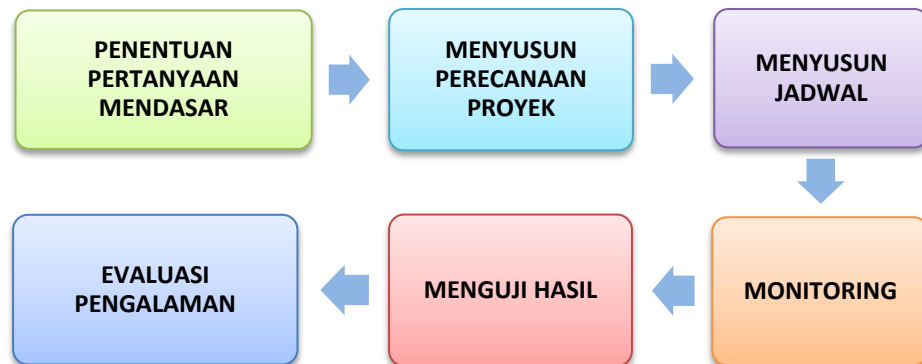 PENENTUAN
PERTANYAAN
MENDASAR
MENYUSUN
PERECANAAN
PROYEK
MENYUSUN
JADWAL
MONITORING
MENGUJI HASIL
EVALUASI
PENGALAMAN